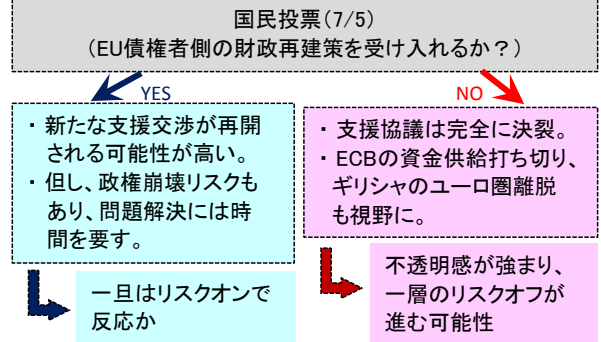 国民投票(7/5)
(EU債権者側の財政再建策を受け入れるか？)
YES
NO
・ 新たな支援交渉が再開
される可能性が高い。
・ 但し、政権崩壊リスクも
あり、問題解決には時
間を要す。
・ 支援協議は完全に決裂。
・ ECBの資金供給打ち切り、
ギリシャのユーロ圏離脱
も視野に。
一旦はリスクオンで
反応か
不透明感が強まり、
一層のリスクオフが
進む可能性